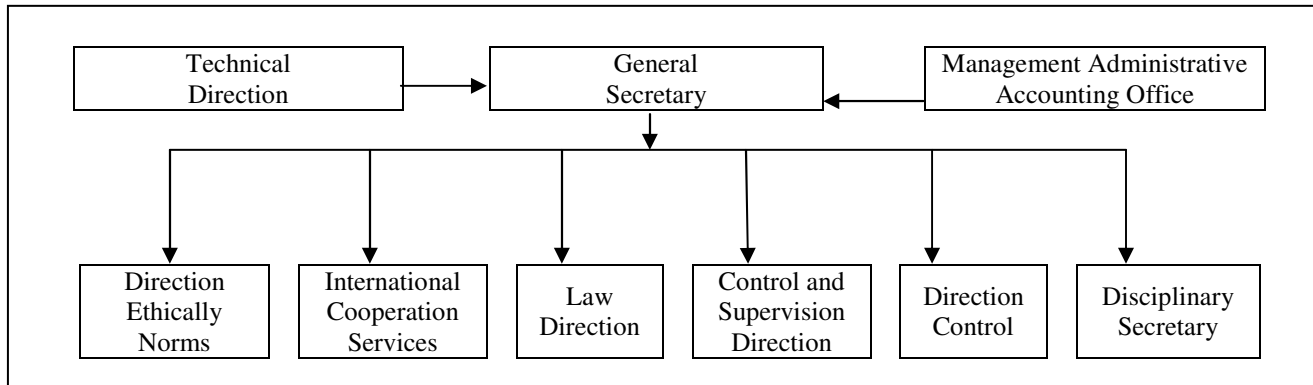 Technical
Direction
General
Secretary
Management Administrative
Accounting Office
Direction
Ethically
Norms
International
Cooperation
Services
Law
Direction
Control and
Supervision
Direction
Direction
Control
Disciplinary
Secretary